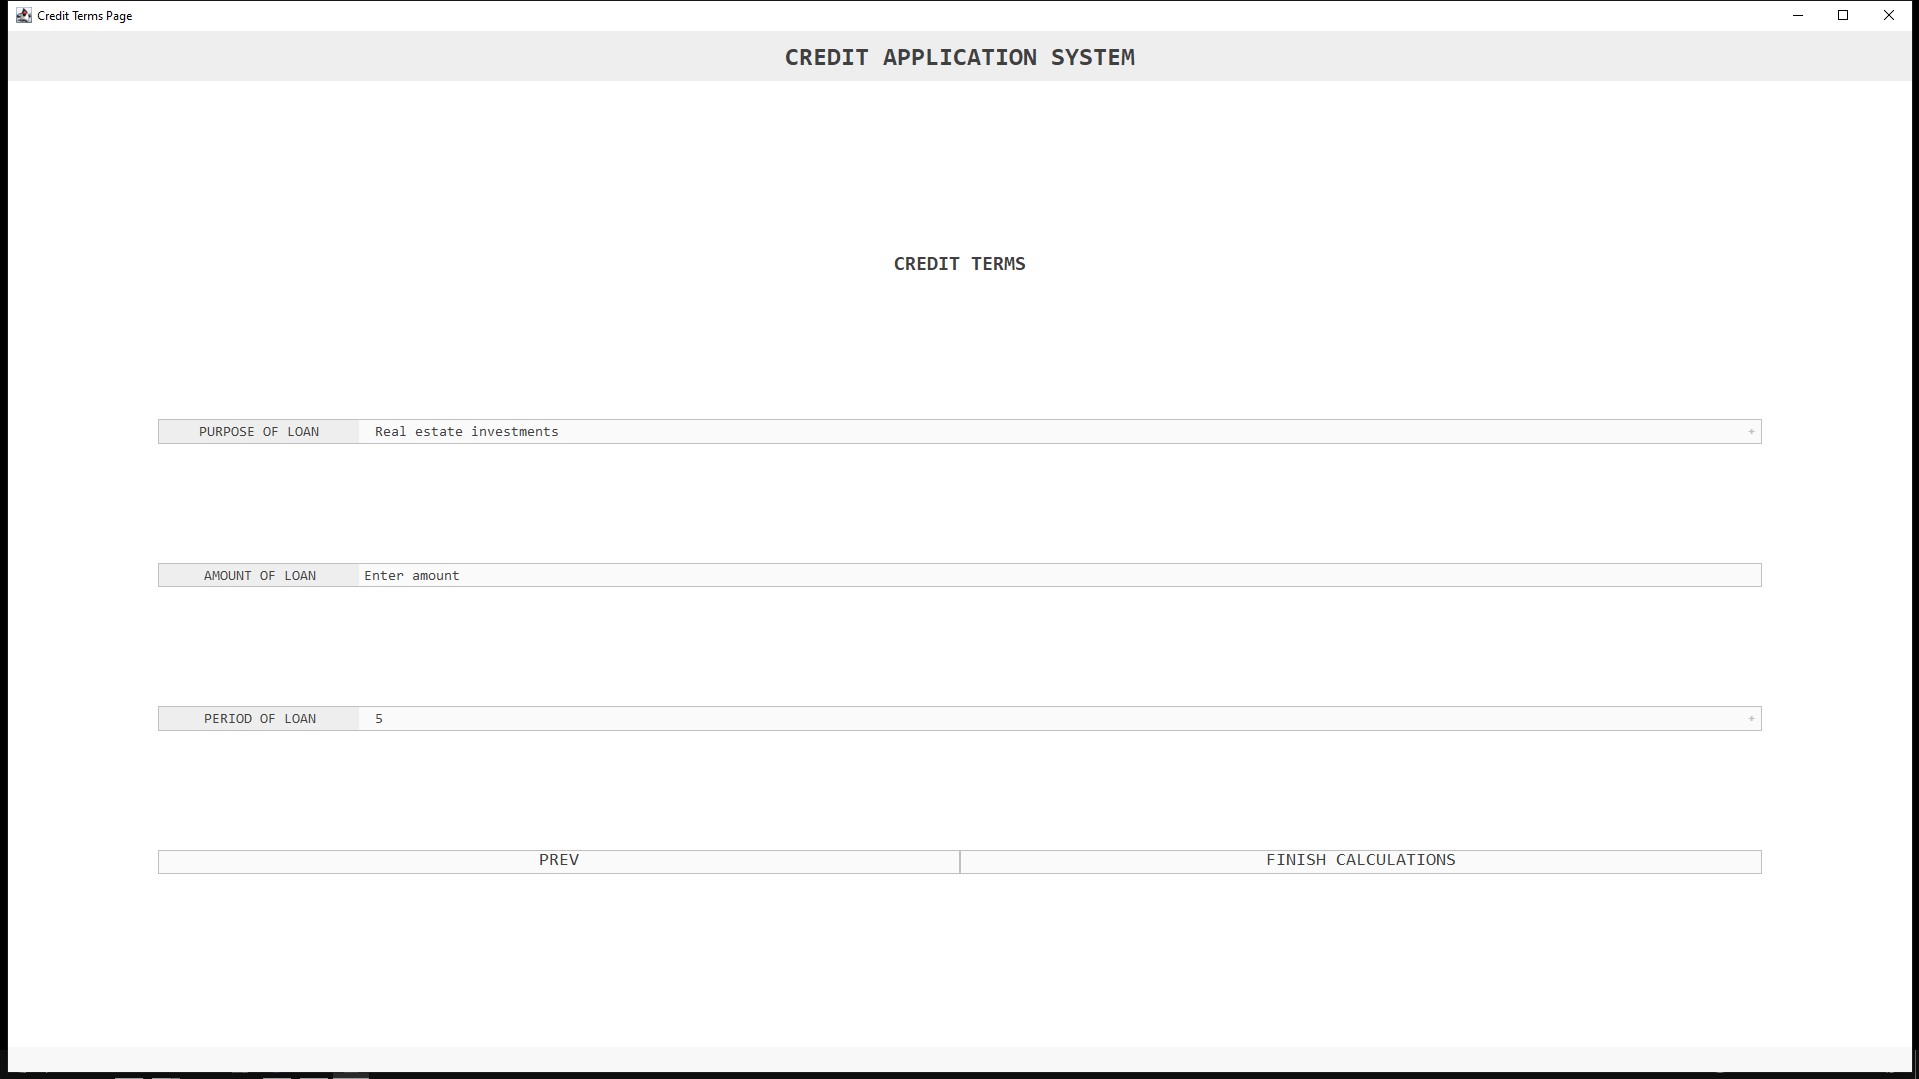 Credit Terms Page
CREDIT APPLICATION SYSTEM
CREDIT TERMS
PURPOSE OF LOAN Real estate investments +
AMOUNT OF LOAN Enter amount
PERIOD OF LOAN 5 +
PREV FINISH CALCULATIONS